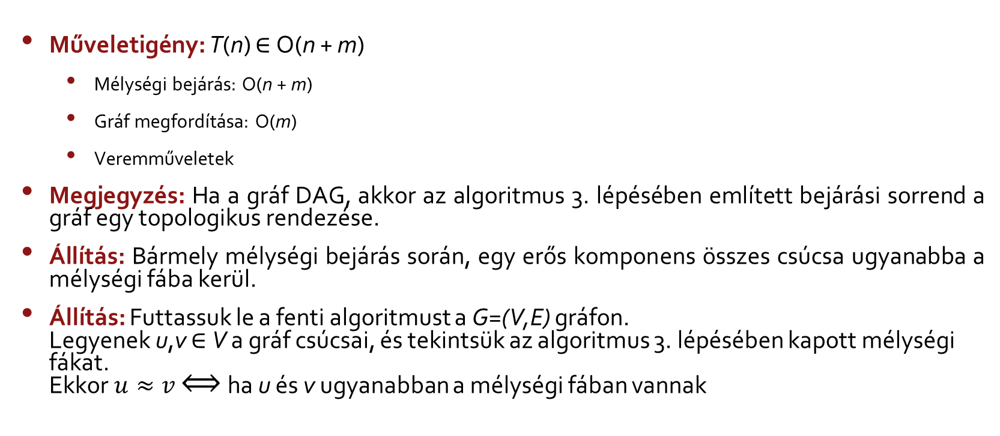 • Műveletigény: T(n) ∈ O(n + m)
• Mélységi bejárás: O(n + m)
• Gráf megfordítása: O(m)
• Veremműveletek
• Megjegyzés: Ha a gráf DAG, akkor az algoritmus 3. lépésében említett bejárási sorrend a
gráf egy topologikus rendezése.
• Állítás: Bármely mélységi bejárás során, egy erős komponens összes csúcsa ugyanabba a
mélységi fába kerül.
• Állítás: Futtassuk le a fenti algoritmust a G=(V,E) gráfon.
Legyenek u,v ∈ V a gráf csúcsai, és tekintsük az algoritmus 3. lépésében kapott mélységi
fákat.
Ekkor u ≈ v ⟺ ha u és v ugyanabban a mélységi fában vannak